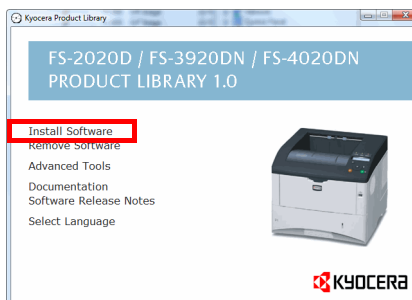 Kyocera Product Library
FS-2020D / FS-3920DN / FS-4020DN
PRODUCT LIBRARY 1.0
Install Software
Remove Software
Advanced Tools
Documentation
Software Release Notes
Select Language
KYOCERA